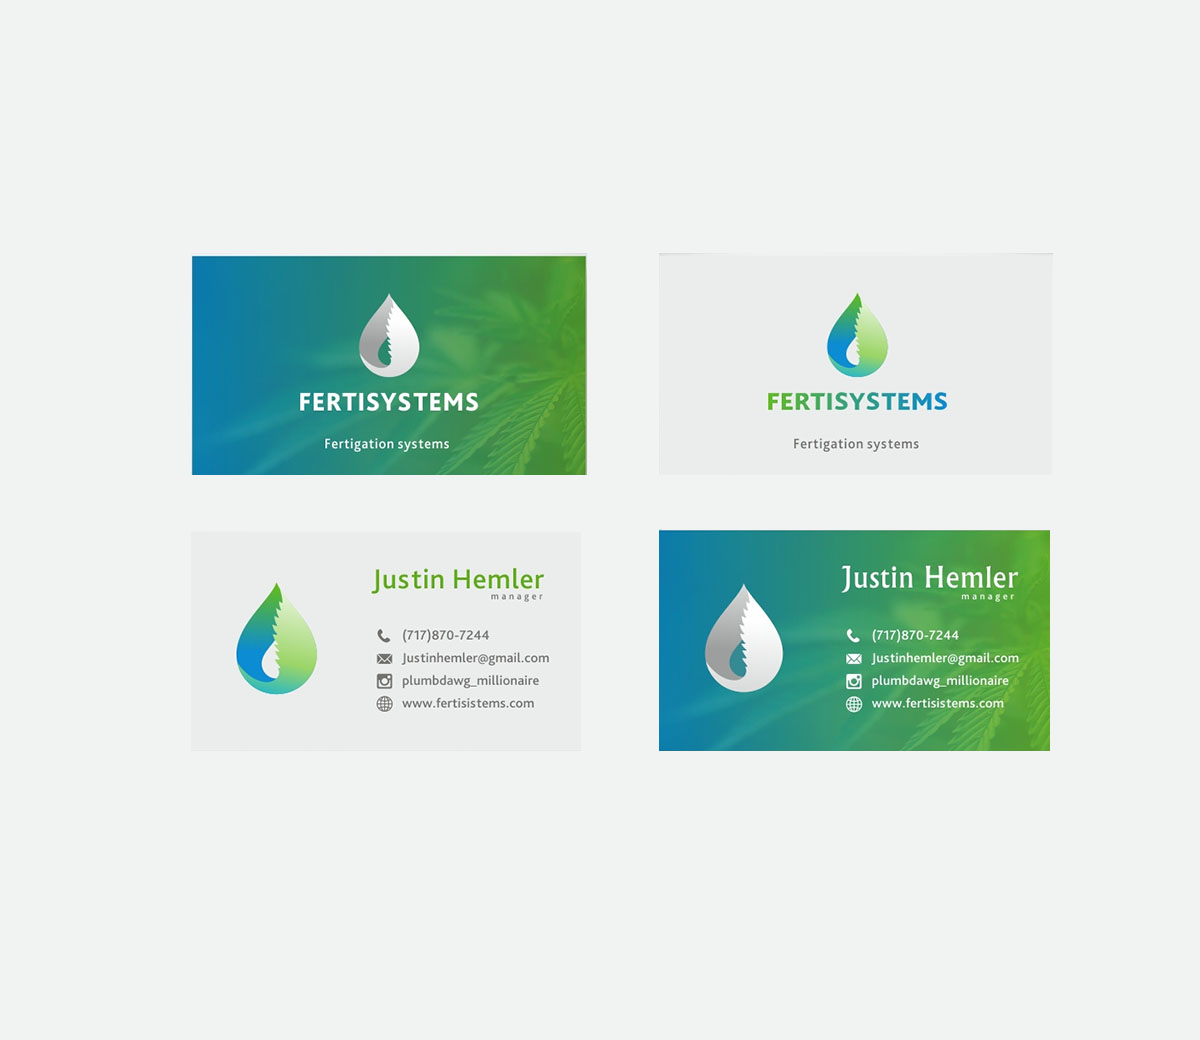 FERTISYSTEMS
Fertigation systems
FERTISYSTEMS
Fertigation systems
Justin Hemler
manager
(717)870-7244
Justinhemler@gmail.com
plumbdawg_millionaire
www.fertisistems.com
Justin Hemler
manager
(717)870-7244
Justinhemler@gmail.com
plumbdawg_millionaire
www.fertisistems.com